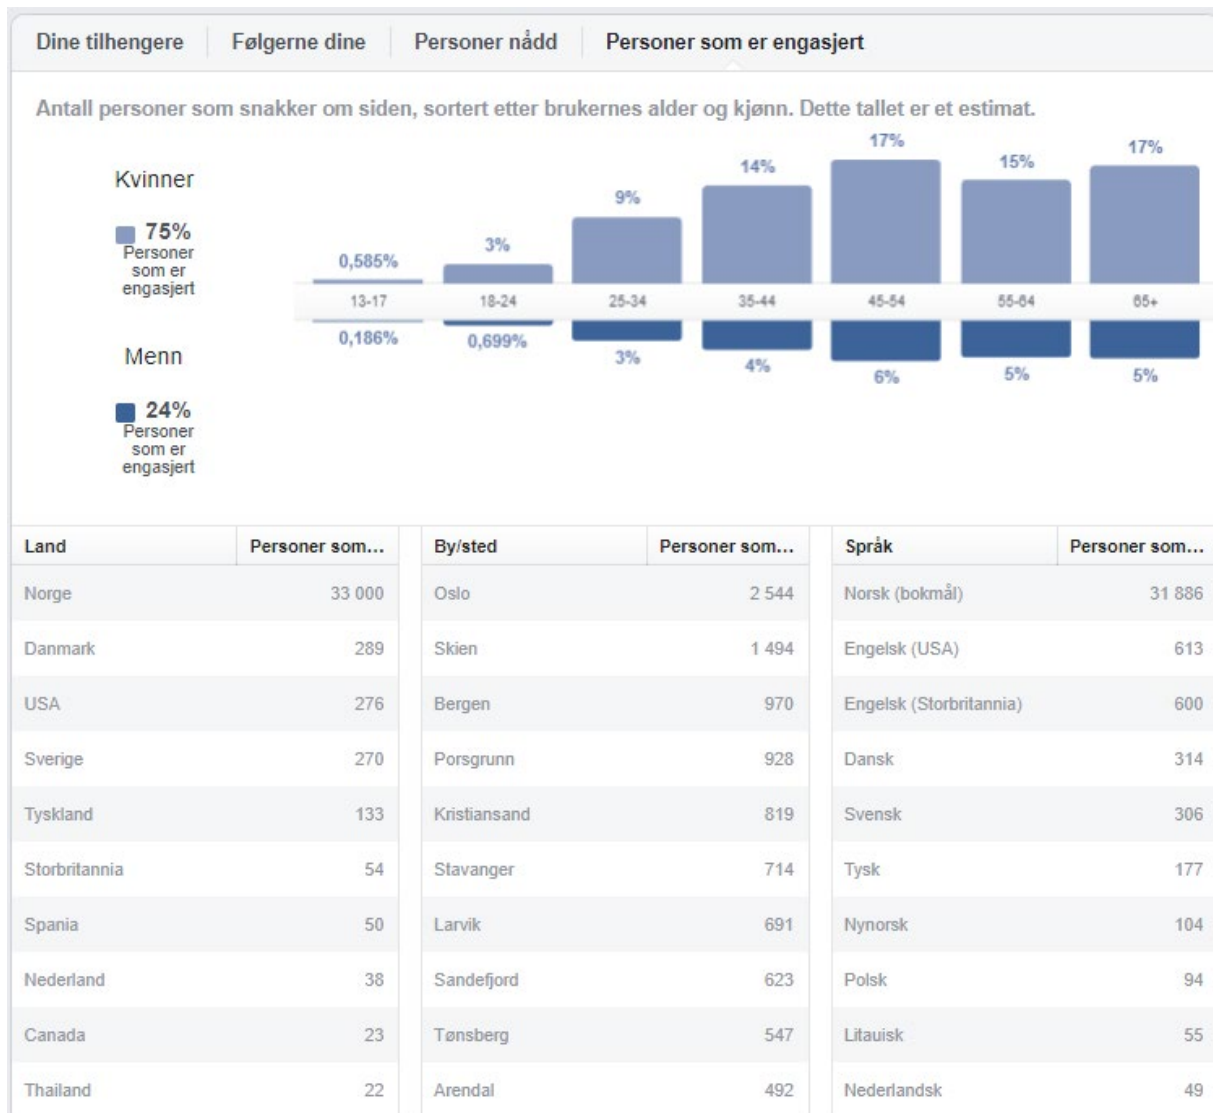 Dine tilhengere Følgerne dine Personer nådd Personer som er engasjert
Antall personer som snakker om siden, sortert etter brukernes alder og kjønn. Dette tallet er et estimat.
Kvinner
75%
Personer
som er
engasjert
0,585% 3% 9% 14% 17% 15% 17%
13-17 18-24 25-34 35-44 45-54 55-64 65+
0,186% 0,699% 3% 4% 6% 5% 5%
Menn
24%
Personer
som er
engasjert
Land Personer som... By/sted Personer som... Språk Personer som...
Norge 33 000 Oslo 2 544 Norsk (bokmål) 31 886
Danmark 289 Skien 1 494 Engelsk (USA) 613
USA 276 Bergen 970 Engelsk (Storbritannia) 600
Sverige 270 Porsgrunn 928 Dansk 314
Tyskland 133 Kristiansand 819 Svensk 306
Storbritannia 54 Stavanger 714 Tysk 177
Spania 50 Larvik 691 Nynorsk 104
Nederland 38 Sandefjord 623 Polsk 94
Canada 23 Tønsberg 547 Litauisk 55
Thailand 22 Arendal 492 Nederlandsk 49